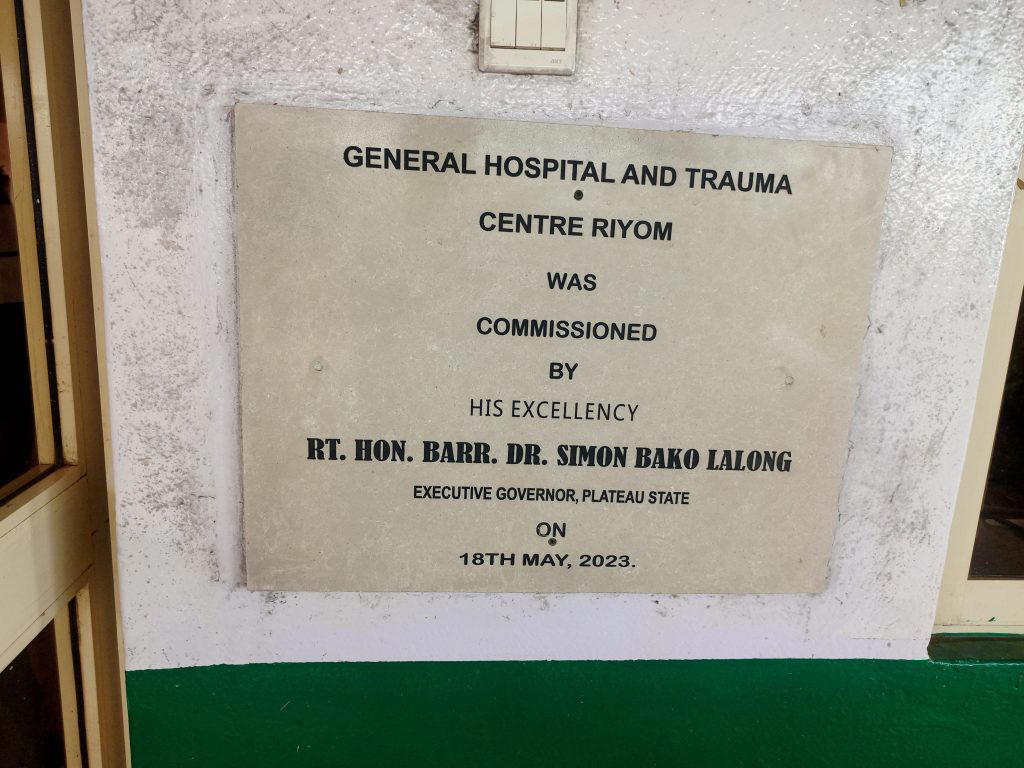 GENERAL HOSPITAL AND TRAUMA
CENTRE RIYOM
WAS
COMMISSIONED
BY
HIS EXCELLENCY
RT. HON. BARR. DR. SIMON BAKO LALONG
EXECUTIVE GOVERNOR, PLATEAU STATE
ON
18TH MAY, 2023.